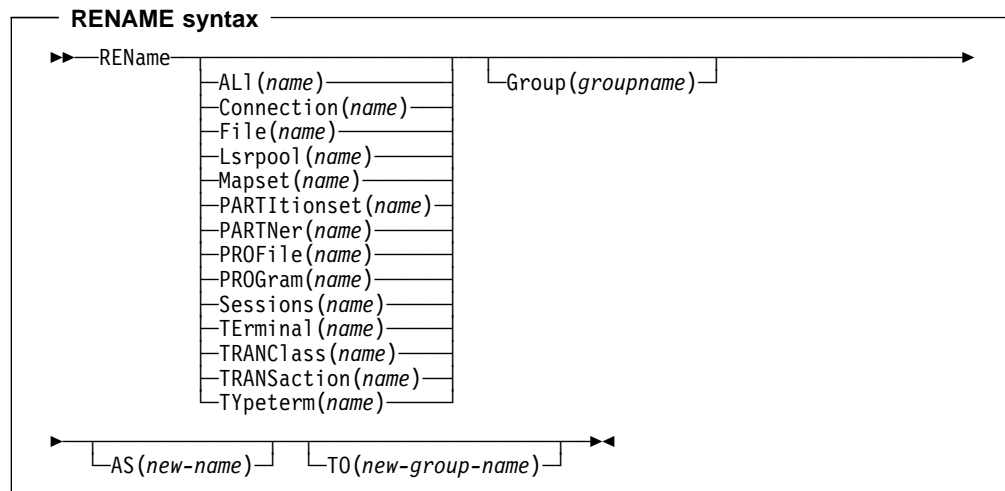 RENAME syntax
REName
ALl(name)
Group(groupname)
Connection(name)
File(name)
Lsrpool(name)
Mapset(name)
PARTItionset(name)
PARTNer(name)
PROFile(name)
PROGram(name)
Sessions(name)
TErminal(name)
TRANClass(name)
TRANSaction(name)
TYpeterm(name)
AS(new-name)
TO(new-group-name)